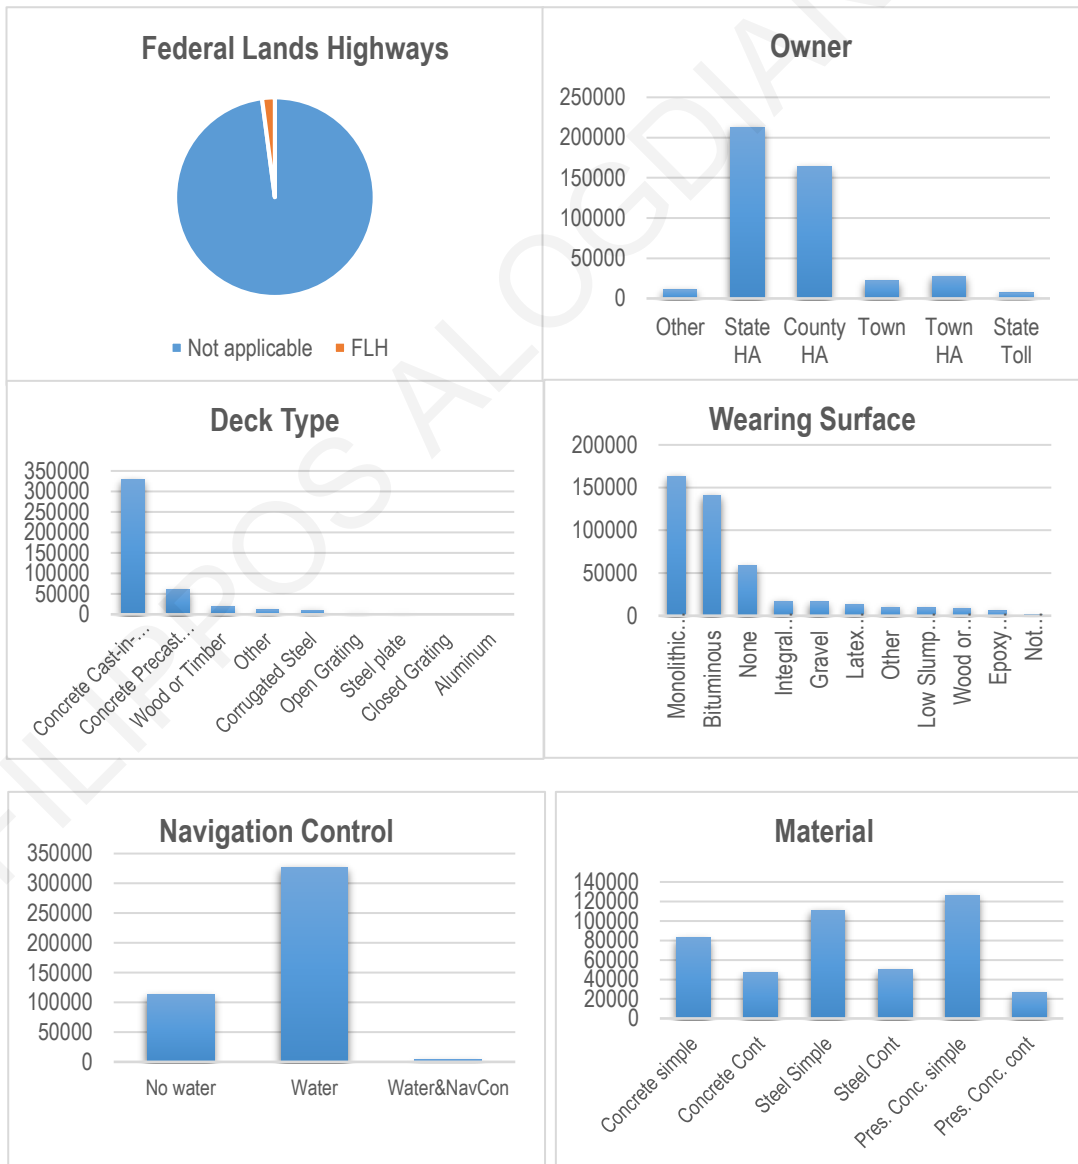 Federal Lands Highways
Not applicable
FLH
Owner
250000
200000
150000
100000
50000
0
Other
State HA
County HA
Town
Town HA
State Toll
Deck Type
350000
300000
250000
200000
150000
100000
50000
0
Concrete Cast-in-...
Concrete Precast...
Wood or Timber
Other
Corrugated Steel
Open Grating
Steel plate
Closed Grating
Aluminum
Wearing Surface
200000
150000
100000
50000
0
Monolithic...
Bituminous
None
Integral...
Gravel
Latex...
Other
Low Slump...
Wood or...
Epoxy...
Not...
Navigation Control
350000
300000
250000
200000
150000
100000
50000
0
No water
Water
Water&NavCon
Material
140000
120000
100000
80000
60000
40000
20000
0
Concrete simple
Concrete Cont
Steel Simple
Steel Cont
Pres. Conc. simple
Pres. Conc. cont
FILIPPOS ALOGDIAN